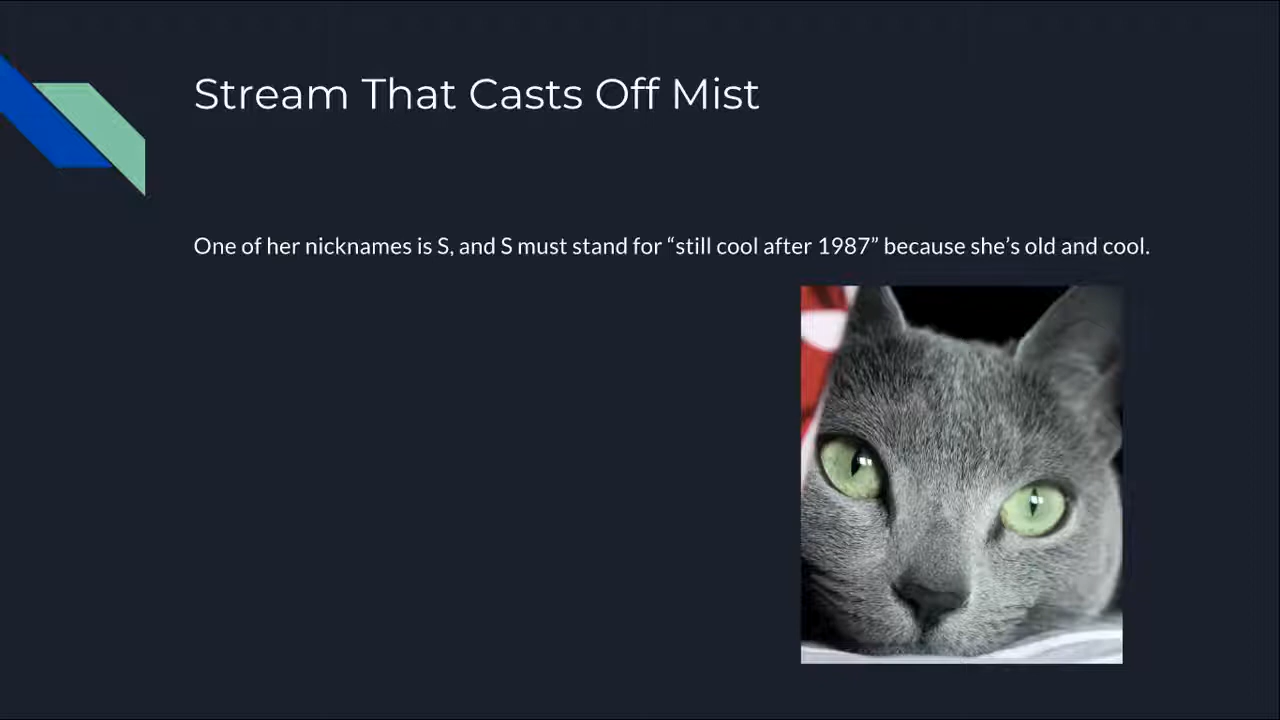 Stream That Casts Off Mist
One of her nicknames is S, and S must stand for “still cool after 1987” because she’s old and cool.